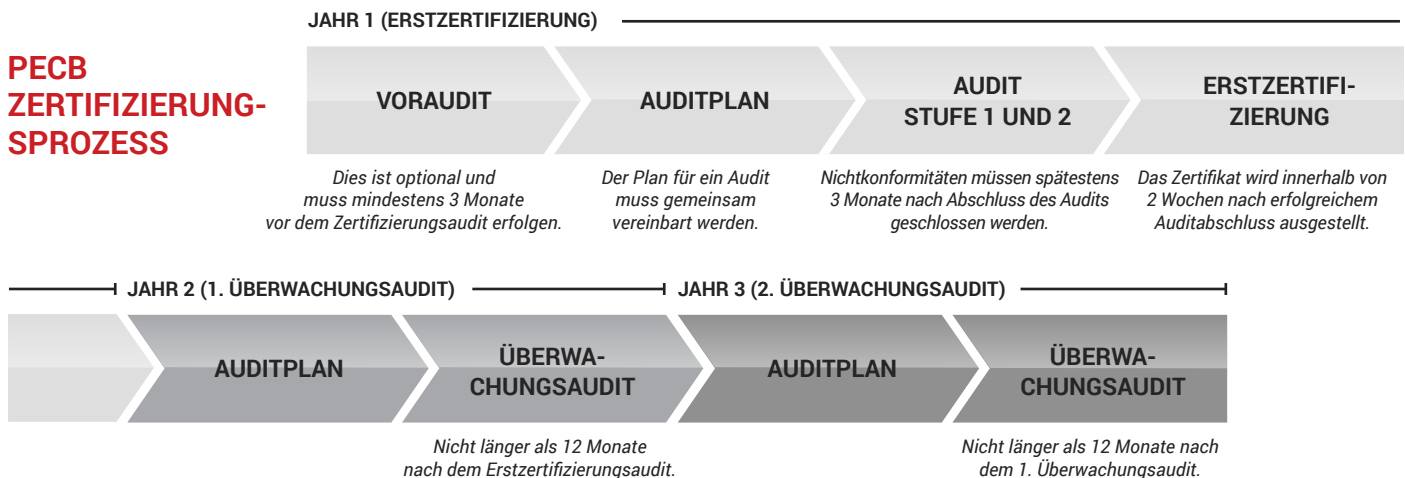 JAHR 1 (ERSTZERTIFIZIERUNG)
PECB
ZERTIFIZIERUNG-
SPROZESS
VORAUDIT
AUDITPLAN
AUDIT
STUFE 1 UND 2
ERSTZERTIFI-
ZIERUNG
Dies ist optional und
muss mindestens 3 Monate
vor dem Zertifizierungsaudit erfolgen.
Der Plan für ein Audit
muss gemeinsam
vereinbart werden.
Nichtkonformitäten müssen spätestens
3 Monate nach Abschluss des Audits
geschlossen werden.
Das Zertifikat wird innerhalb von
2 Wochen nach erfolgreichem
Auditabschluss ausgestellt.
JAHR 2 (1. ÜBERWACHUNGSAUDIT)
JAHR 3 (2. ÜBERWACHUNGSAUDIT)
AUDITPLAN
ÜBERWA-
CHUNGSAUDIT
AUDITPLAN
ÜBERWA-
CHUNGSAUDIT
Nicht länger als 12 Monate
nach dem Erstzertifizierungsaudit.
Nicht länger als 12 Monate nach
dem 1. Überwachungsaudit.